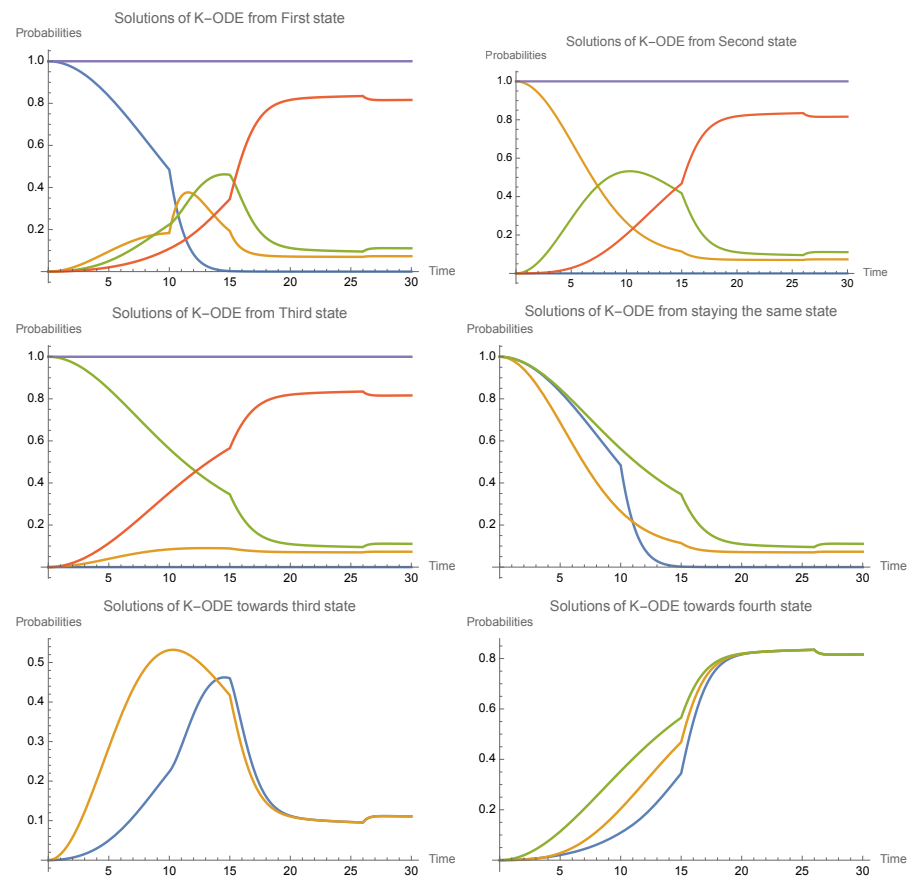 Solutions of K-ODE from First state
Probabilities
1.0
0.8
0.6
0.4
0.2
5 10 15 20 25 30
Time
Solutions of K-ODE from Second state
Probabilities
1.0
0.8
0.6
0.4
0.2
5 10 15 20 25 30
Time
Solutions of K-ODE from Third state
Probabilities
1.0
0.8
0.6
0.4
0.2
5 10 15 20 25 30
Time
Solutions of K-ODE from staying the same state
Probabilities
1.0
0.8
0.6
0.4
0.2
5 10 15 20 25 30
Time
Solutions of K-ODE towards third state
Probabilities
0.5
0.4
0.3
0.2
0.1
5 10 15 20 25 30
Time
Solutions of K-ODE towards fourth state
Probabilities
0.8
0.6
0.4
0.2
5 10 15 20 25 30
Time